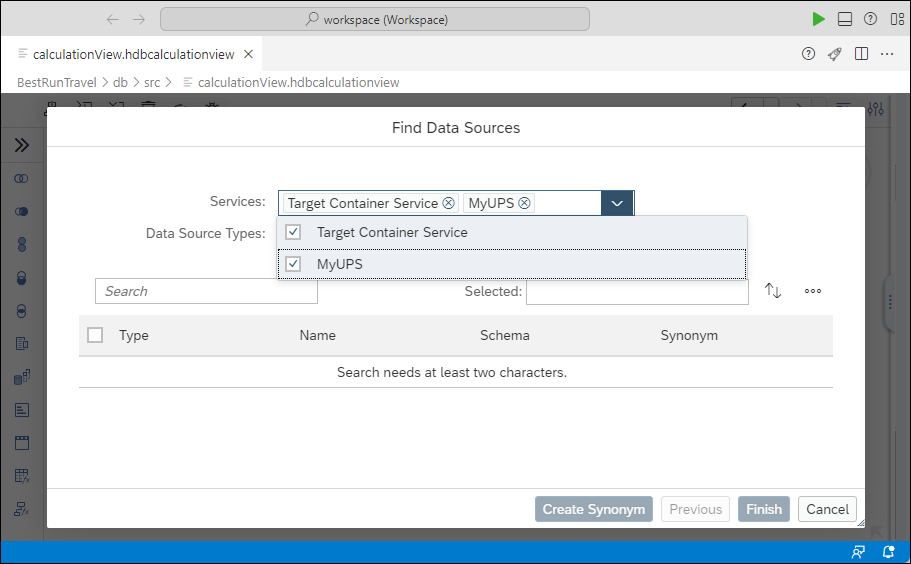 workspace (Workspace)
calculationView.hdbcalculationview
BestRunTravel > db > src > calculationView.hdbcalculationview
Find Data Sources
Services: Target Container Service MyUPS
Data Source Types: Target Container Service
MyUPS
Search Selected:
Type Name Schema Synonym
Search needs at least two characters.
Create Synonym Previous Finish Cancel